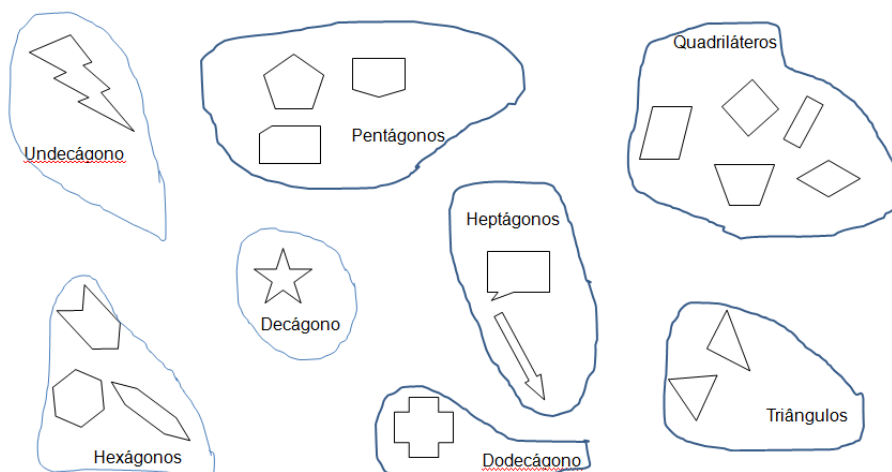 Quadriláteros
Pentágonos
Undecágono
Heptágonos
Decágono
Triângulos
Hexágonos
Dodecágono